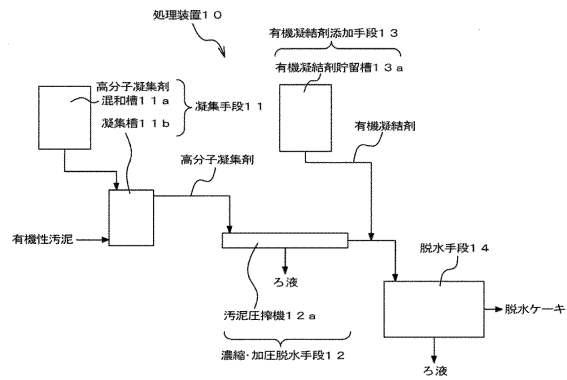 処理装置１０
有機凝結剤添加手段１３
有機凝結剤貯留槽１３ａ
高分子凝集剤
混和槽１１ａ
凝集槽１１ｂ
凝集手段１１
有機凝結剤
高分子凝集剤
有機性汚泥
脱水手段１４
ろ液
脱水ケーキ
汚泥圧搾機１２ａ
濃縮・加圧脱水手段１２
ろ液